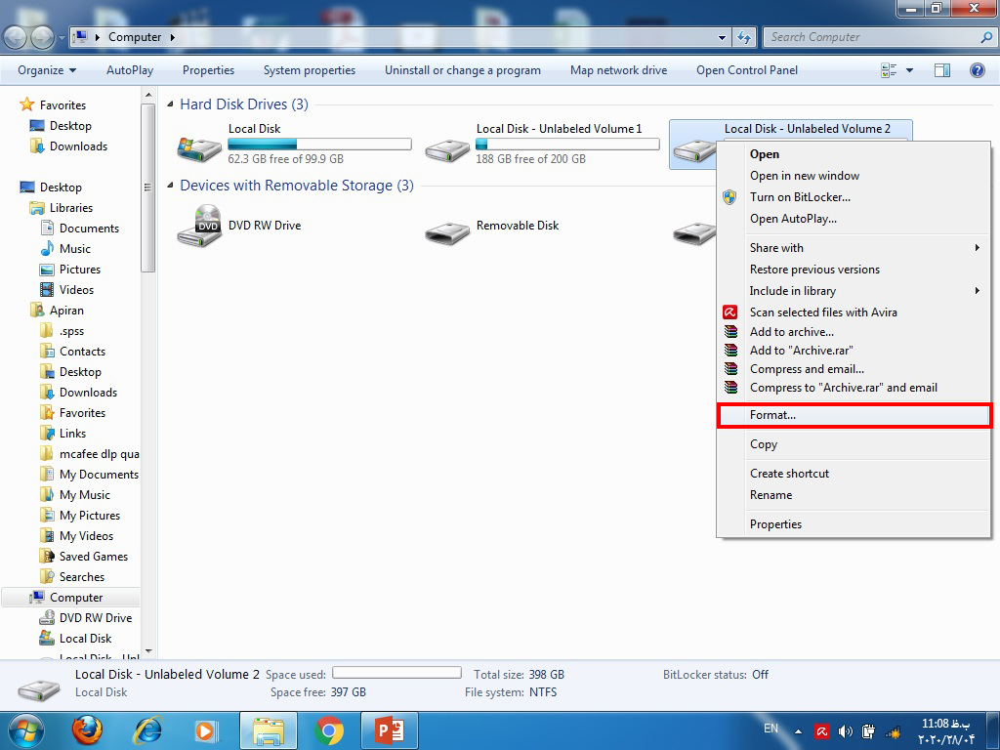 Computer
Search Computer
Organize
AutoPlay
Properties
System properties
Uninstall or change a program
Map network drive
Open Control Panel
Favorites
Desktop
Downloads
Desktop
Libraries
Documents
Music
Pictures
Videos
Apiran
.spss
Contacts
Desktop
Downloads
Favorites
Links
mcafee dlp qua
My Documents
My Music
My Pictures
My Videos
Saved Games
Searches
Computer
DVD RW Drive
Local Disk
Local Disk - Unl
Hard Disk Drives (3)
Local Disk
62.3 GB free of 99.9 GB
Local Disk - Unlabeled Volume 1
188 GB free of 200 GB
Local Disk - Unlabeled Volume 2
Devices with Removable Storage (3)
DVD
DVD RW Drive
Removable Disk
Open
Open in new window
Turn on BitLocker...
Open AutoPlay...
Share with
Restore previous versions
Include in library
Scan selected files with Avira
Add to archive...
Add to "Archive.rar"
Compress and email...
Compress to "Archive.rar" and email
Format...
Copy
Create shortcut
Rename
Properties
Local Disk - Unlabeled Volume 2
Space used:
Total size: 398 GB
BitLocker status: Off
Local Disk
Space free: 397 GB
File system: NTFS
EN
11:08 ب.ظ
۲۰۲۰/۲۸/۰۴